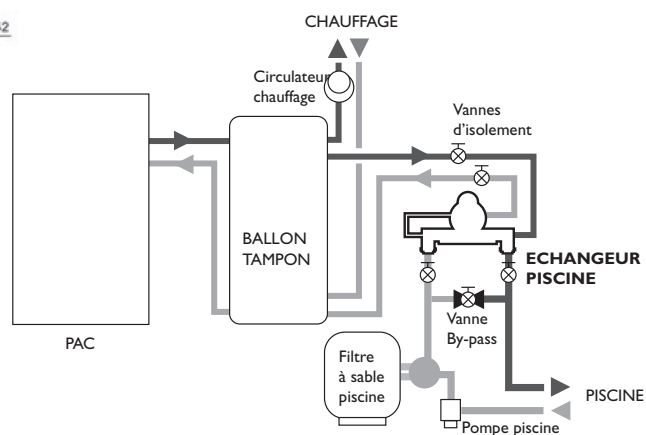 CHAUFFAGE
Circulateur
chauffage
Vannes
d'isolement
BALLON
TAMPON
ECHANGEUR
PISCINE
Vanne
By-pass
PAC
Filtre
à sable
piscine
PISCINE
Pompe piscine